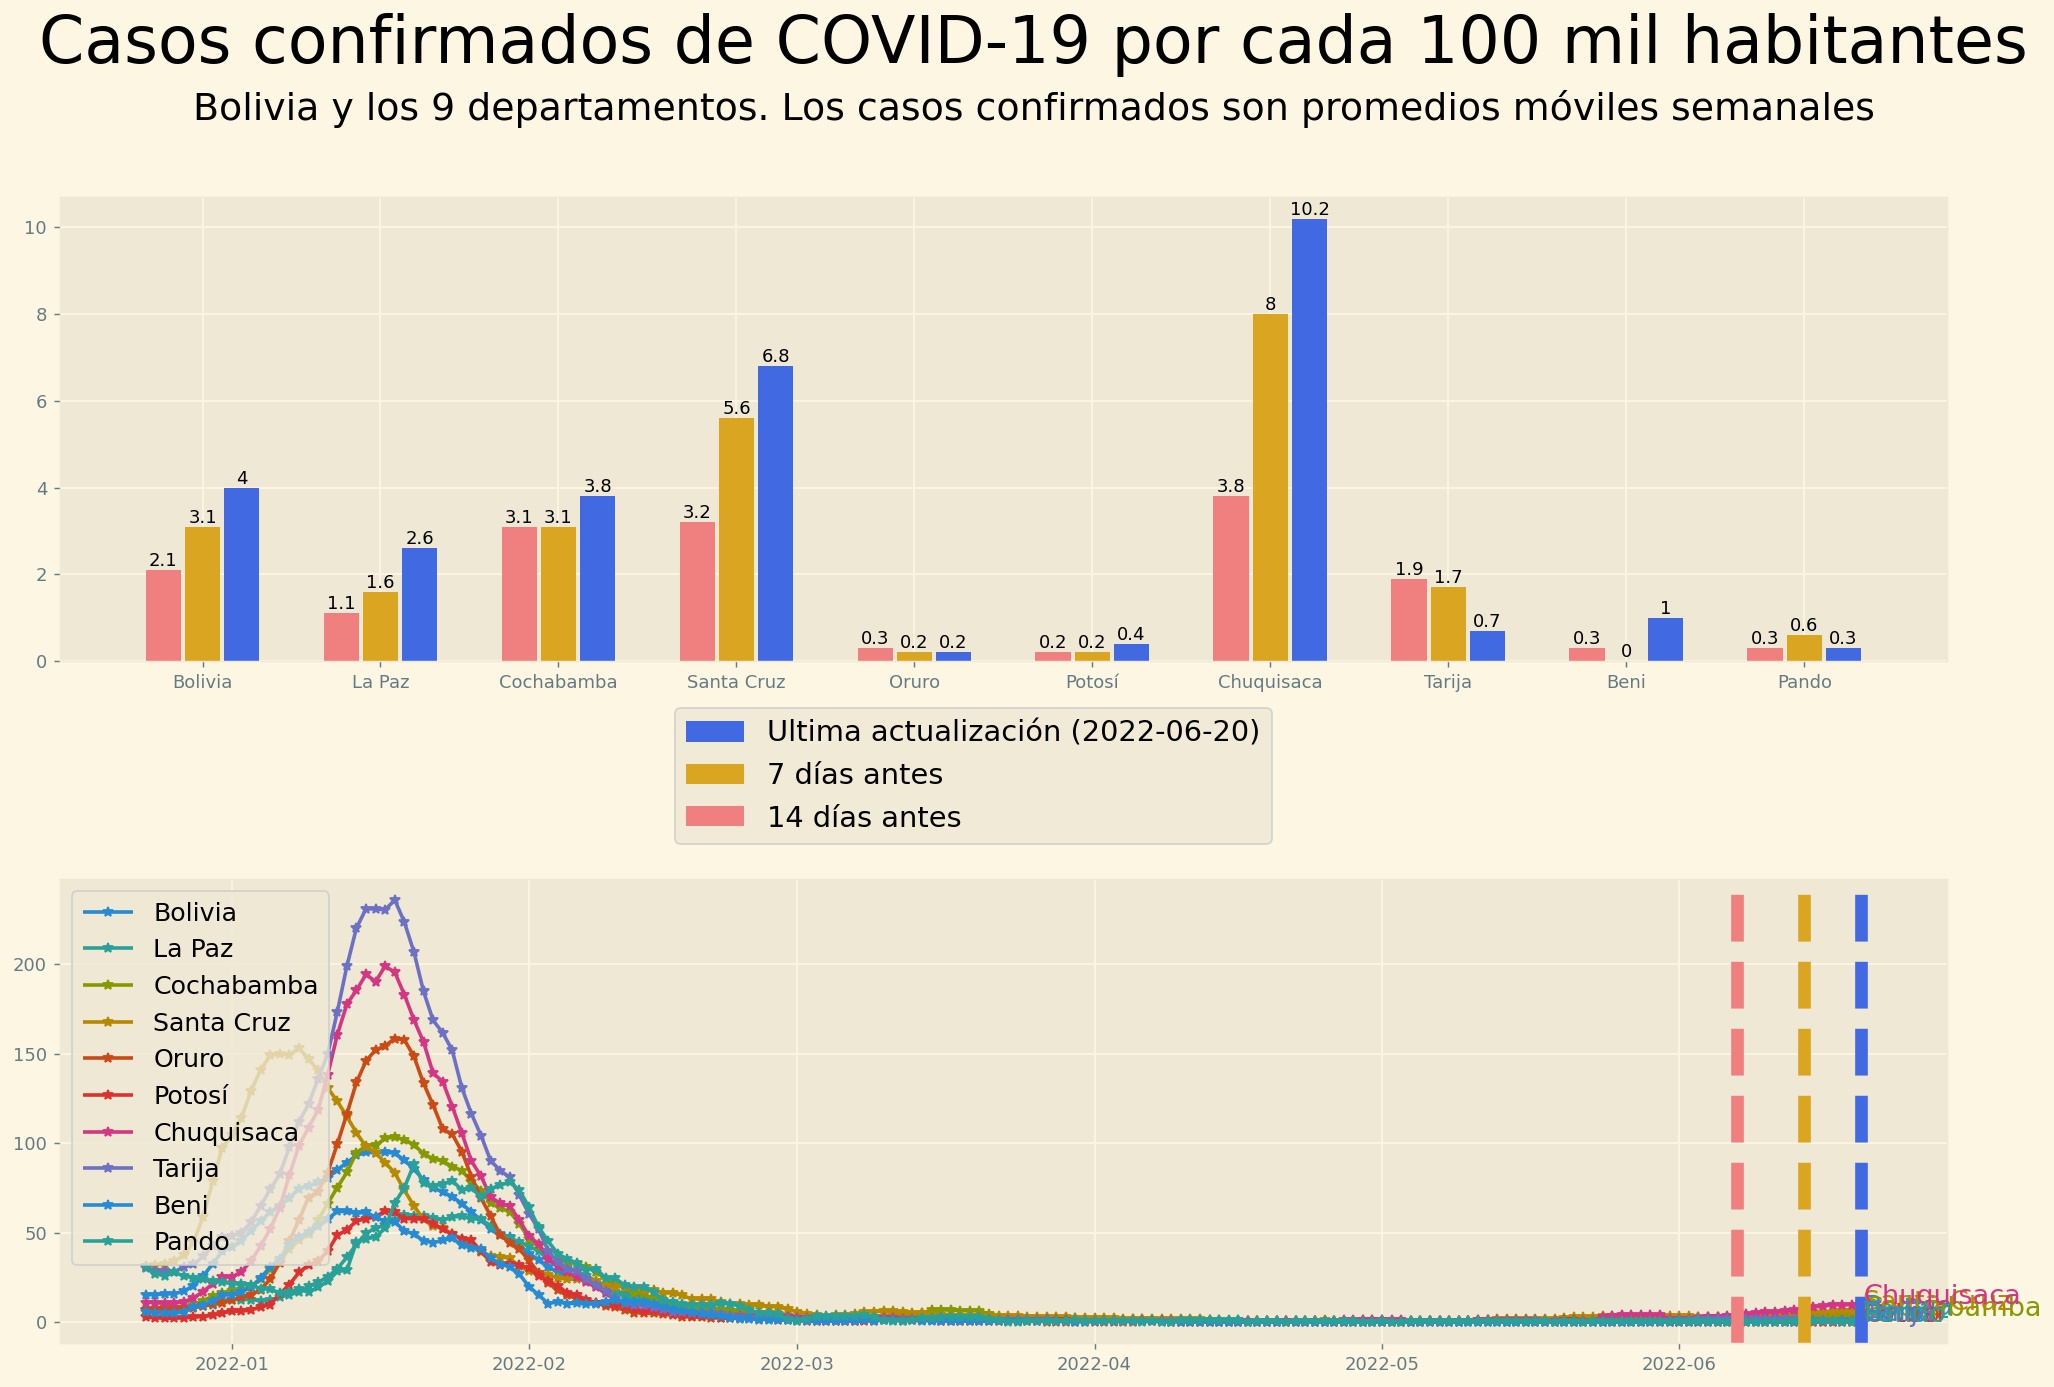 Casos confirmados de COVID-19 por cada 100 mil habitantes
Bolivia y los 9 departamentos. Los casos confirmados son promedios móviles semanales
10
8
6
4
2
0
2.1 3.1 4
1.1 1.6 2.6
3.1 3.1 3.8
3.2 5.6 6.8
0.3 0.2 0.2
0.2 0.2 0.4
3.8 8 10.2
1.9 1.7 0.7
0.3 0 1
0.3 0.6 0.3
Bolivia La Paz Cochabamba Santa Cruz Oruro Potosí Chuquisaca Tarija Beni Pando
Ultima actualización (2022-06-20)
7 días antes
14 días antes
200
150
100
50
0
Bolivia
La Paz
Cochabamba
Santa Cruz
Oruro
Potosí
Chuquisaca
Tarija
Beni
Pando
Chuquisaca
2022-01 2022-02 2022-03 2022-04 2022-05 2022-06